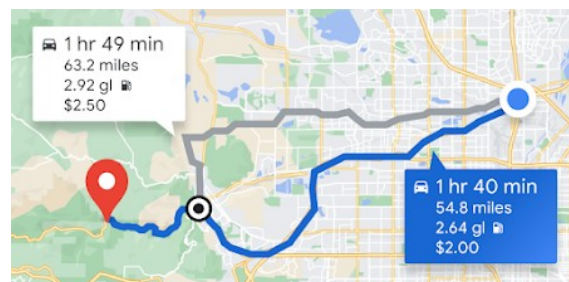 1 hr 49 min
63.2 miles
2.92 gl
$2.50
1 hr 40 min
54.8 miles
2.64 gl
$2.00